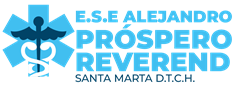 E.S.E ALEJANDRO
PRÓSPERO
REVEREND
SANTA MARTA D.T.C.H.